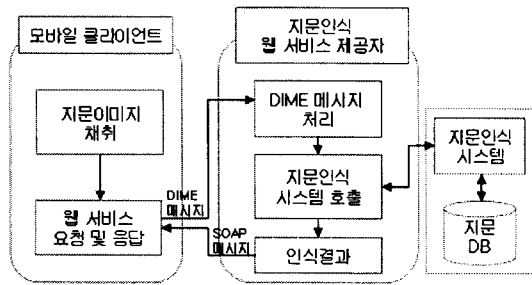 모바일 클라이언트
지문이미지
채취
웹 서비스
요청 및 응답
DIME
메시지
SOAP
메시지
지문인식
웹 서비스 제공자
DIME 메시지
처리
지문인식
시스템 호출
인식결과
지문인식
시스템
지문
DB